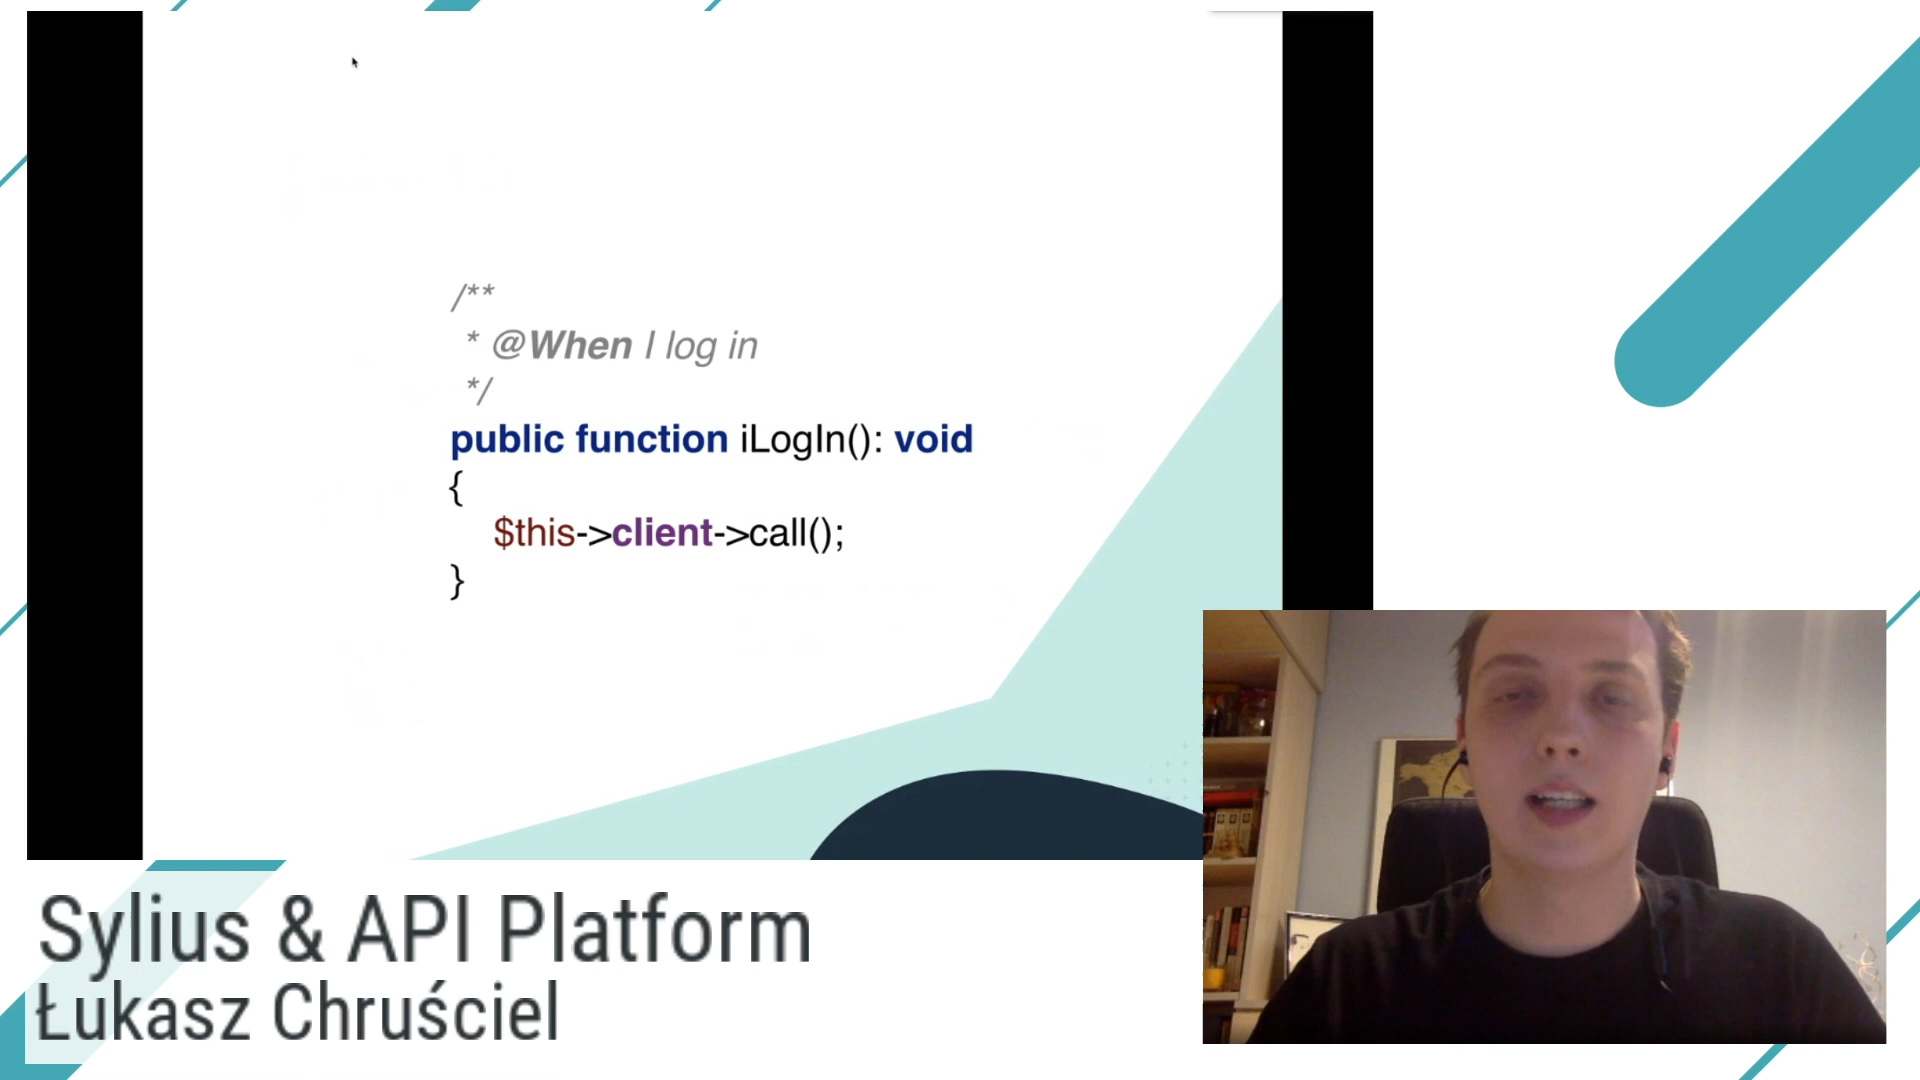 /**
* @When I log in
*/
public function iLogIn(): void
{
$this->client->call();
}
Sylius & API Platform
Łukasz Chruściel